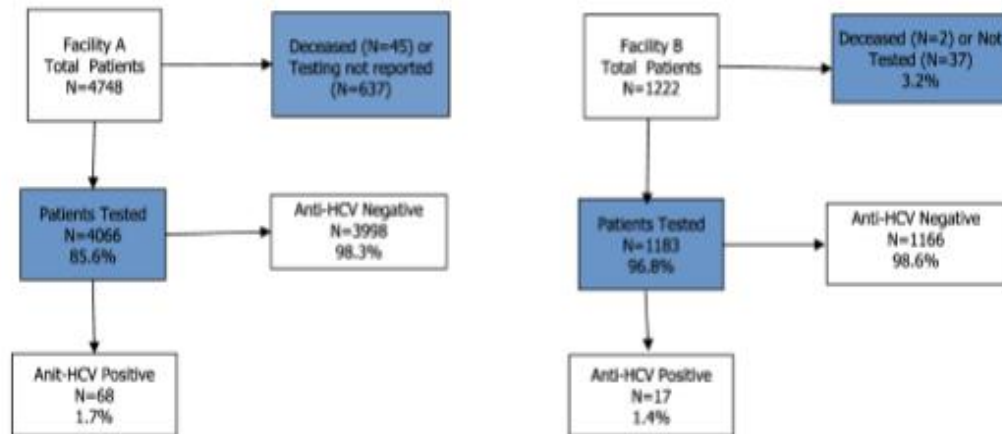 Facility A
Total Patients
N=4748
Deceased (N=45) or
Testing not reported
(N=637)
Patients Tested
N=4066
85.6%
Anti-HCV Negative
N=3998
98.3%
Anit-HCV Positive
N=68
1.7%
Facility B
Total Patients
N=1222
Deceased (N=2) or Not
Tested (N=37)
3.2%
Patients Tested
N=1183
96.8%
Anti-HCV Negative
N=1166
98.6%
Anti-HCV Positive
N=17
1.4%